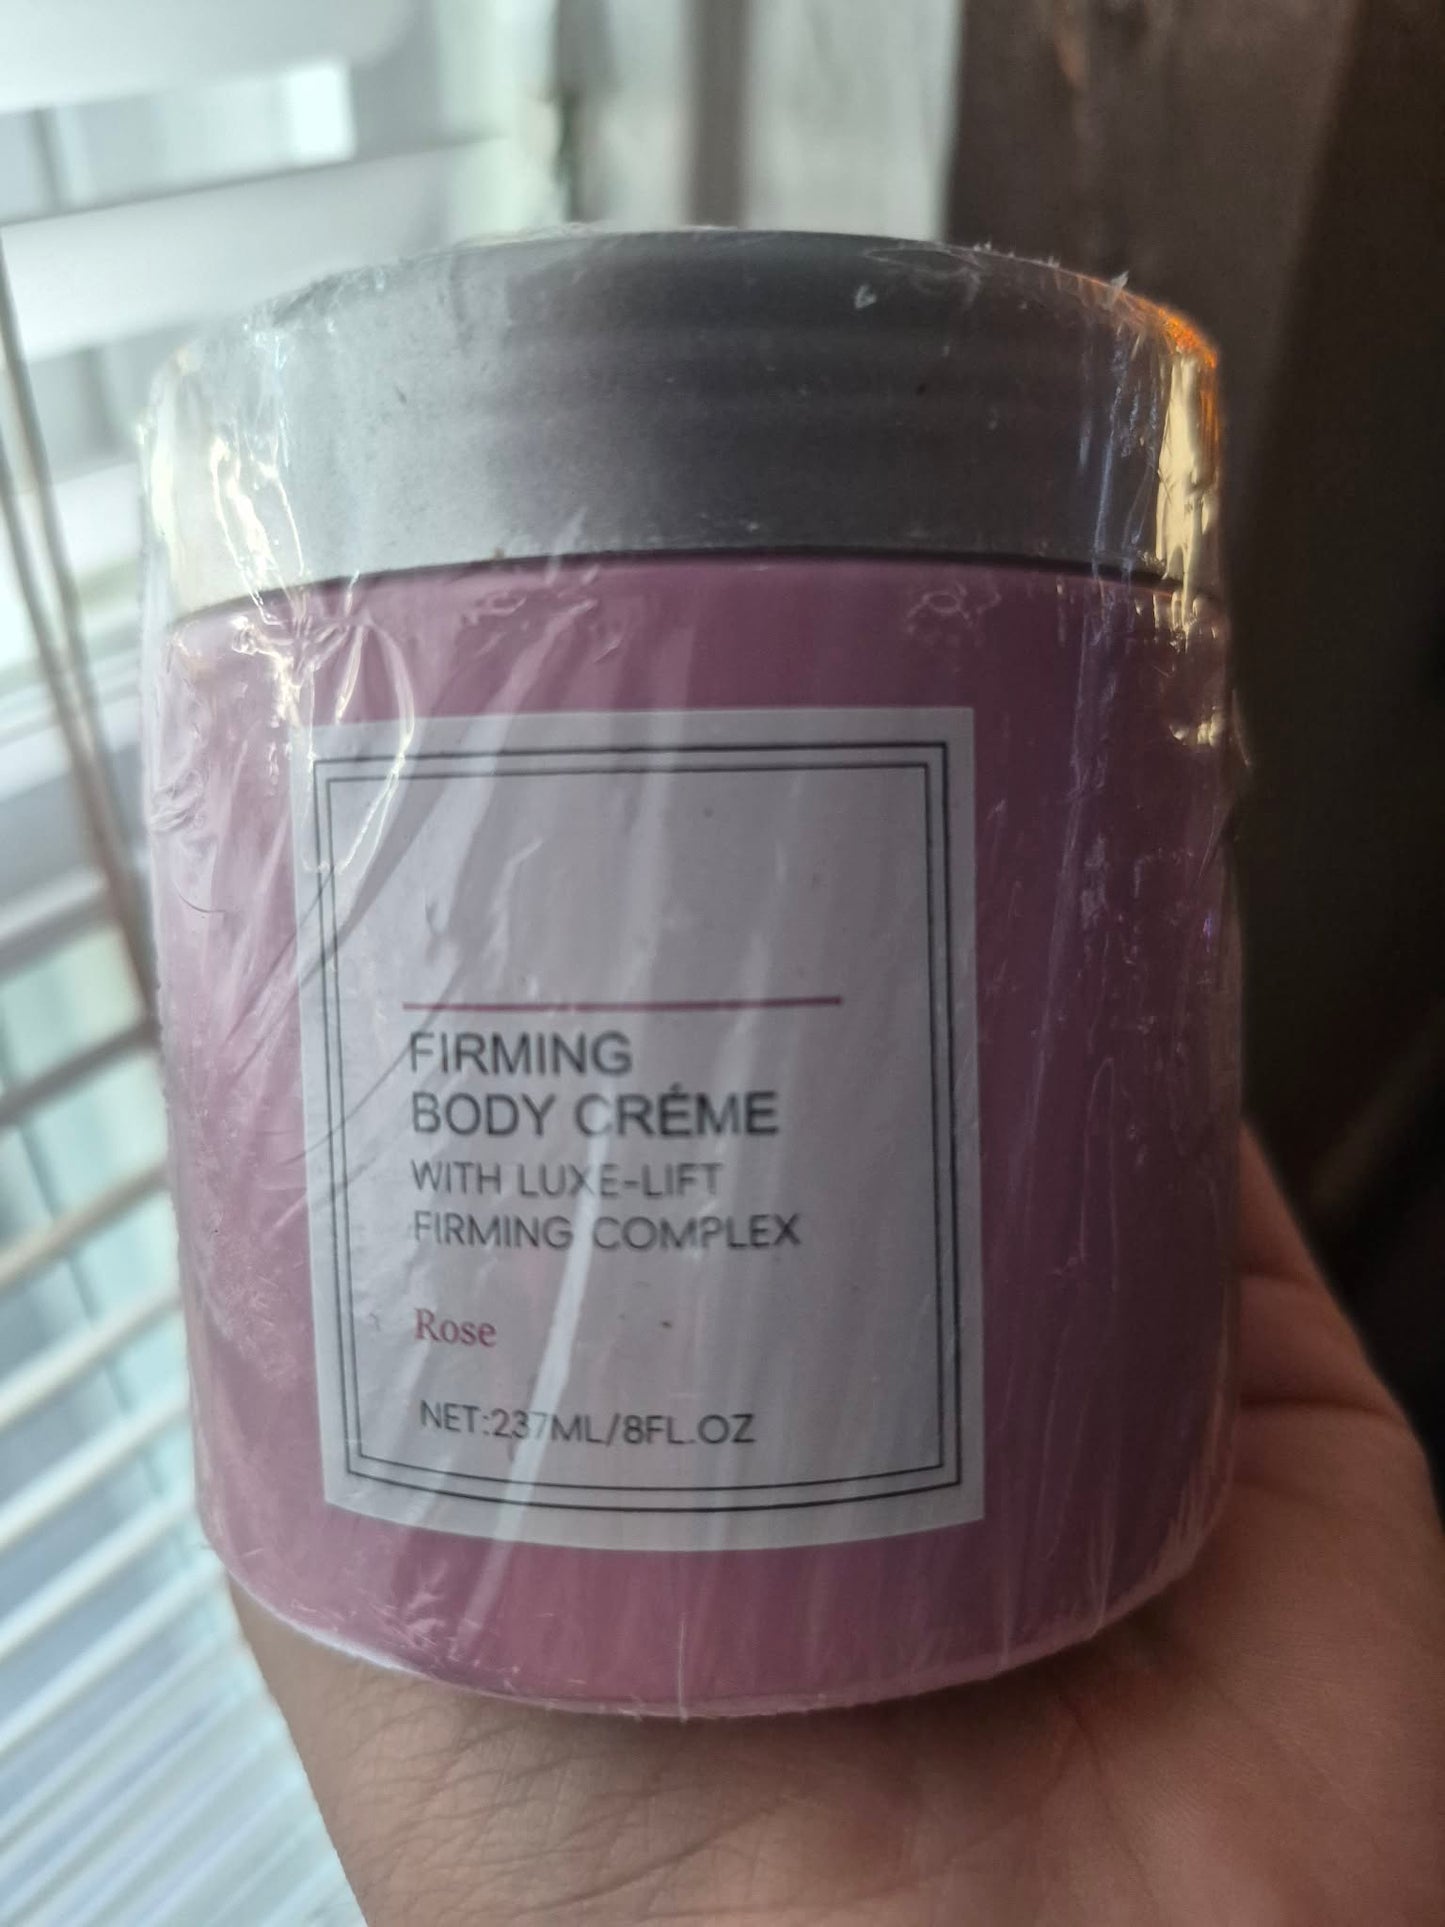 FIRMING
BODY CRÉME
WITH LUXE-LIFT
FIRMING COMPLEX
Rose
NET:237ML/8FL.OZ